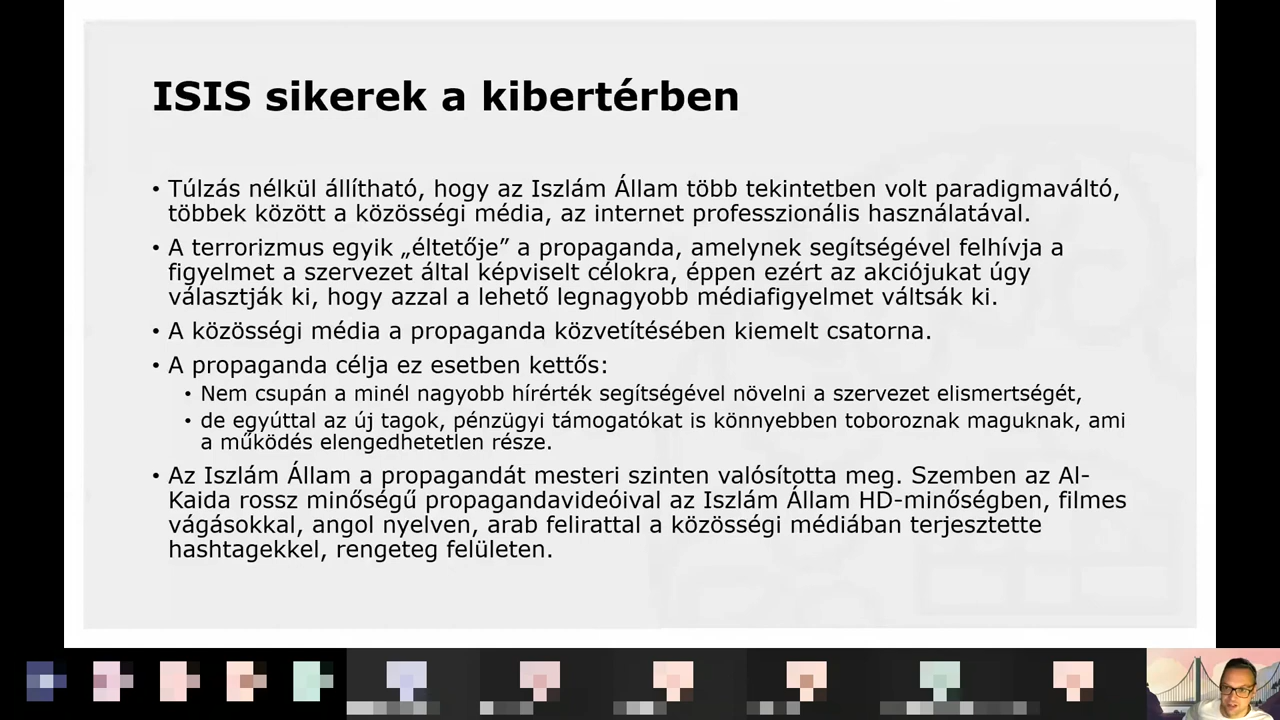 ISIS sikerek a kibertérben
• Túlzás nélkül állítható, hogy az Iszlám Állam több tekintetben volt paradigmaváltó,
többek között a közösségi média, az internet professzionális használatával.
• A terrorizmus egyik „éltetője” a propaganda, amelynek segítségével felhívja a
figyelmet a szervezet által képviselt célokra, éppen ezért az akciójukat úgy
választják ki, hogy azzal a lehető legnagyobb médiafigyelmet váltsák ki.
• A közösségi média a propaganda közvetítésében kiemelt csatorna.
• A propaganda célja ez esetben kettős:
• Nem csupán a minél nagyobb hírérték segítségével növelni a szervezet elismertségét,
• de egyúttal az új tagok, pénzügyi támogatókat is könnyebben toboroznak maguknak, ami
a működés elengedhetetlen része.
• Az Iszlám Állam a propagandát mesteri szinten valósította meg. Szemben az Al-
Kaida rossz minőségű propagandavideóival az Iszlám Állam HD-minőségben, filmes
vágásokkal, angol nyelven, arab felirattal a közösségi médiában terjesztette
hashtagekkel, rengeteg felületen.